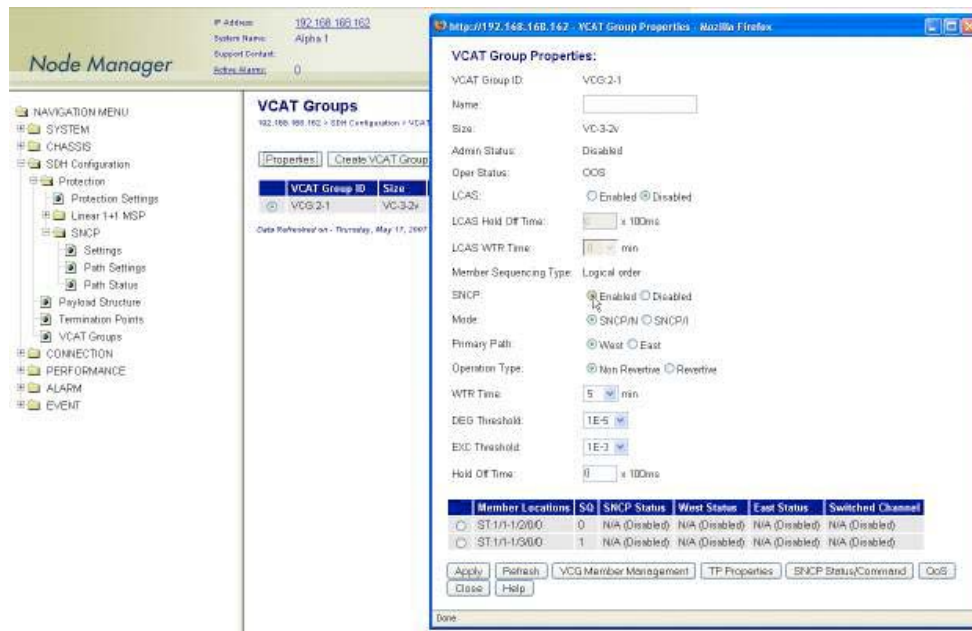 Node Manager
IP Address: 192.168.168.162
System Name: Alpha 1
Support Contact:
Active Alarms: 0
NAVIGATION MENU
SYSTEM
CHASSIS
SDH Configuration
Protection
Protection Settings
Linear 1+1 MSP
SNCP
Settings
Path Settings
Path Status
Payload Structure
Termination Points
VCAT Groups
CONNECTION
PERFORMANCE
ALARM
EVENT
VCAT Groups
192.168.168.162 > SDH Configuration > VCAT
Properties Create VCAT Group
VCAT Group ID Size
VCG:2-1 VC-3-2v
Data Refreshed on - Thursday, May 17, 2007
http://192.168.168.162 - VCAT Group Properties - Mozilla Firefox
VCAT Group Properties:
VCAT Group ID: VCG:2-1
Name:
Size: VC-3-2v
Admin Status: Disabled
Oper Status: OOS
LCAS: Enabled Disabled
LCAS Hold Off Time: x 100ms
LCAS WTR Time: min
Member Sequencing Type: Logical order
SNCP: Enabled Disabled
Mode: SNCP/N SNCP/I
Primary Path: West East
Operation Type: Non Revertive Revertive
WTR Time: 5 min
DEG Threshold: 1E-5
EXC Threshold: 1E-3
Hold Off Time: 0 x 100ms
Member Locations SQ SNCP Status West Status East Status Switched Channel
ST:1/1-1/2/0/0 0 N/A (Disabled) N/A (Disabled) N/A (Disabled) N/A (Disabled)
ST:1/1-1/3/0/0 1 N/A (Disabled) N/A (Disabled) N/A (Disabled) N/A (Disabled)
Apply Refresh VCG Member Management TP Properties SNCP Status/Command QoS
Close Help
Done